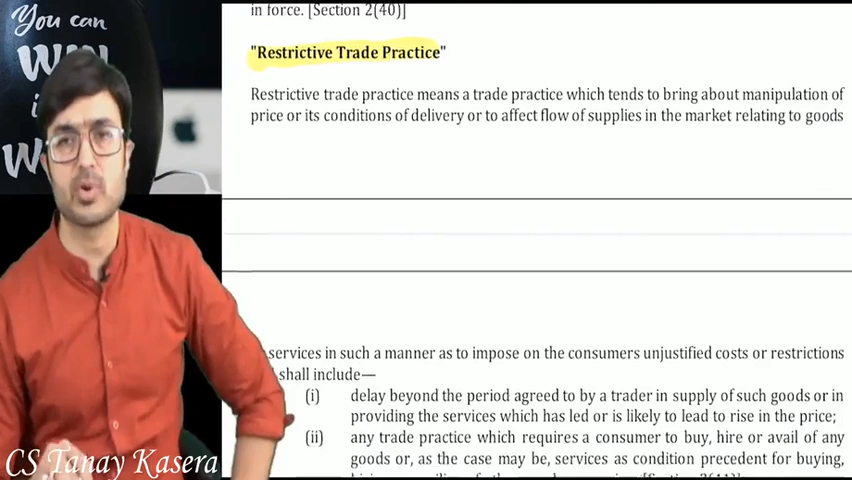 You can
WIN
i
W
in force. [Section 2(40)]
"Restrictive Trade Practice"
Restrictive trade practice means a trade practice which tends to bring about manipulation of
price or its conditions of delivery or to affect flow of supplies in the market relating to goods
services in such a manner as to impose on the consumers unjustified costs or restrictions
shall include—
(i) delay beyond the period agreed to by a trader in supply of such goods or in
providing the services which has led or is likely to lead to rise in the price;
(ii) any trade practice which requires a consumer to buy, hire or avail of any
goods or, as the case may be, services as condition precedent for buying,
CS Tanay Kasera